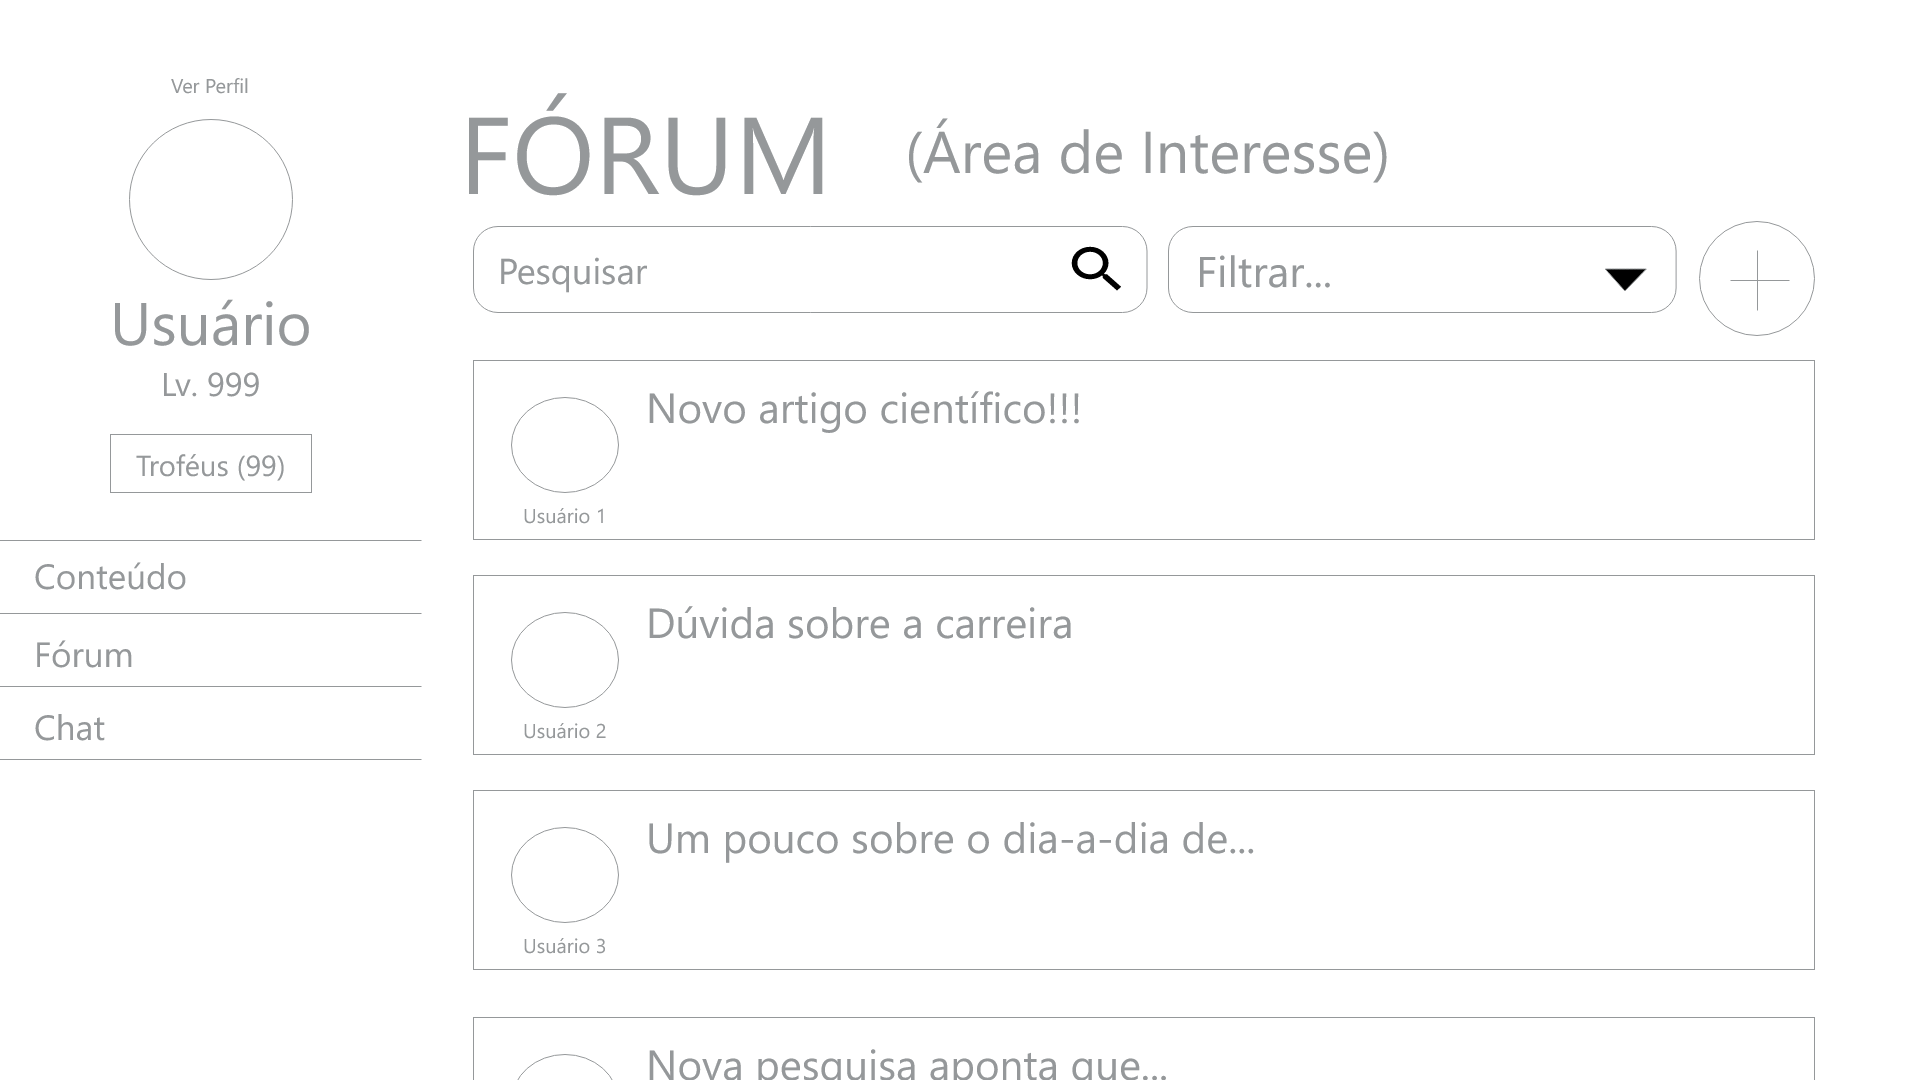 Ver Perfil
Usuário
Lv. 999
Troféus (99)
Conteúdo
Fórum
Chat
FÓRUM (Área de Interesse)
Pesquisar
Filtrar...
Novo artigo científico!!!
Usuário 1
Dúvida sobre a carreira
Usuário 2
Um pouco sobre o dia-a-dia de...
Usuário 3
Nova pesquisa aponta que...